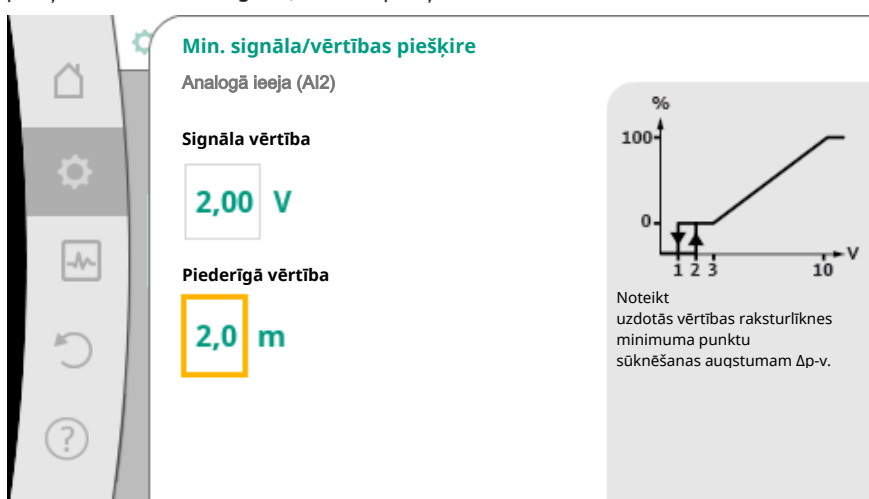 Min. signāla/vērtības piešķire
Analogā ieeja (AI2)
Signāla vērtība
2,00 V
Piederīgā vērtība
2,0 m
%
100
0
1 2 3 10 V
Noteikt
uzdotās vērtības raksturlīknes
minimuma punktu
sūknēšanas augstumam Δp-v.
?